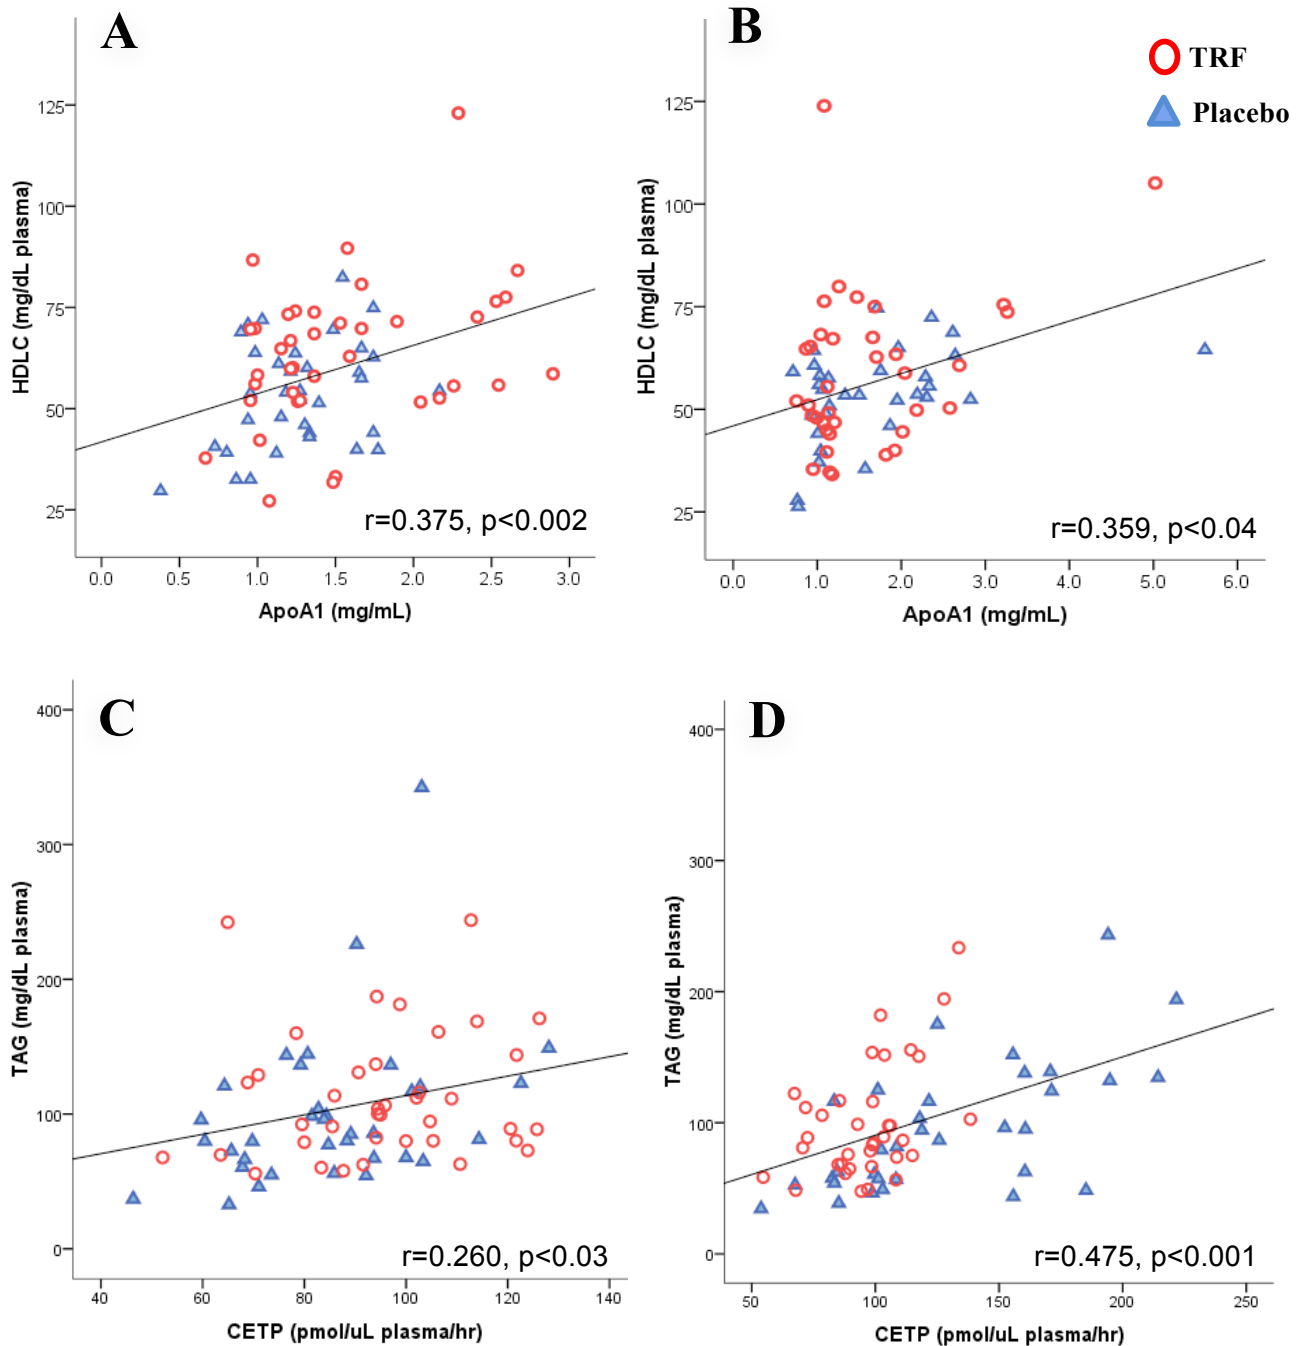 A
125
100
75
50
25
HDLC (mg/dL plasma)
r=0.375, p<0.002
0.0 0.5 1.0 1.5 2.0 2.5 3.0
ApoA1 (mg/mL)
B
TRF
Placebo
125
100
75
50
25
HDLC (mg/dL plasma)
r=0.359, p<0.04
0.0 1.0 2.0 3.0 4.0 5.0 6.0
ApoA1 (mg/mL)
C
400
300
200
100
0
TAG (mg/dL plasma)
r=0.260, p<0.03
40 60 80 100 120 140
CETP (pmol/uL plasma/hr)
D
400
300
200
100
0
TAG (mg/dL plasma)
r=0.475, p<0.001
50 100 150 200 250
CETP (pmol/uL plasma/hr)